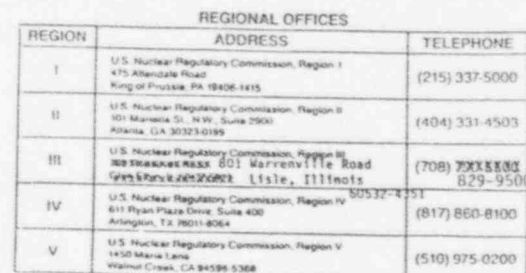 REGIONAL OFFICES
REGION ADDRESS TELEPHONE
I
U.S. Nuclear Regulatory Commission, Region I
475 Allendale Road
King of Prussia, PA 19406-1415
(215) 337-5000
II
U.S. Nuclear Regulatory Commission, Region II
101 Marietta St., N.W., Suite 2900
Atlanta, GA 30323-0199
(404) 331-4503
III
U.S. Nuclear Regulatory Commission, Region III
801 Warrenville Road
Lisle, Illinois
60532-4351
(708)
829-9500
IV
U.S. Nuclear Regulatory Commission, Region IV
611 Ryan Plaza Drive, Suite 400
Arlington, TX 76011-8064
(817) 860-8100
V
U.S. Nuclear Regulatory Commission, Region V
1450 Maria Lane
Walnut Creek, CA 94596-5368
(510) 975-0200